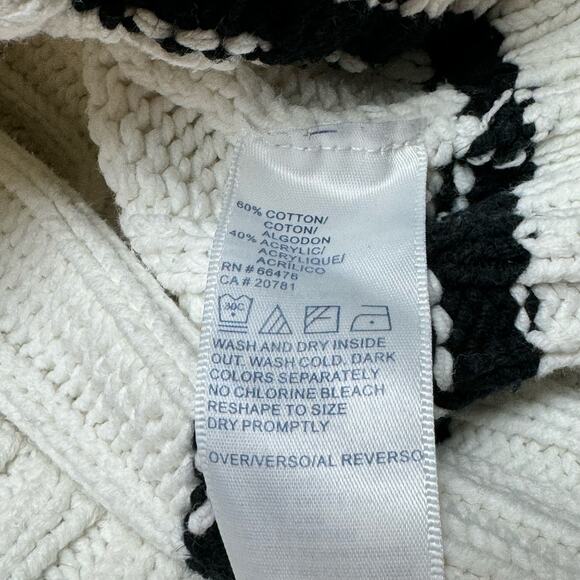 60% COTTON/
COTON/
ALGODON
40% ACRYLIC/
ACRYLIQUE/
ACRILICO
RN # 66476
CA # 20781
30C
WASH AND DRY INSIDE
OUT. WASH COLD. DARK
COLORS SEPARATELY
NO CHLORINE BLEACH
RESHAPE TO SIZE
DRY PROMPTLY
OVER/VERSO/AL REVERSO